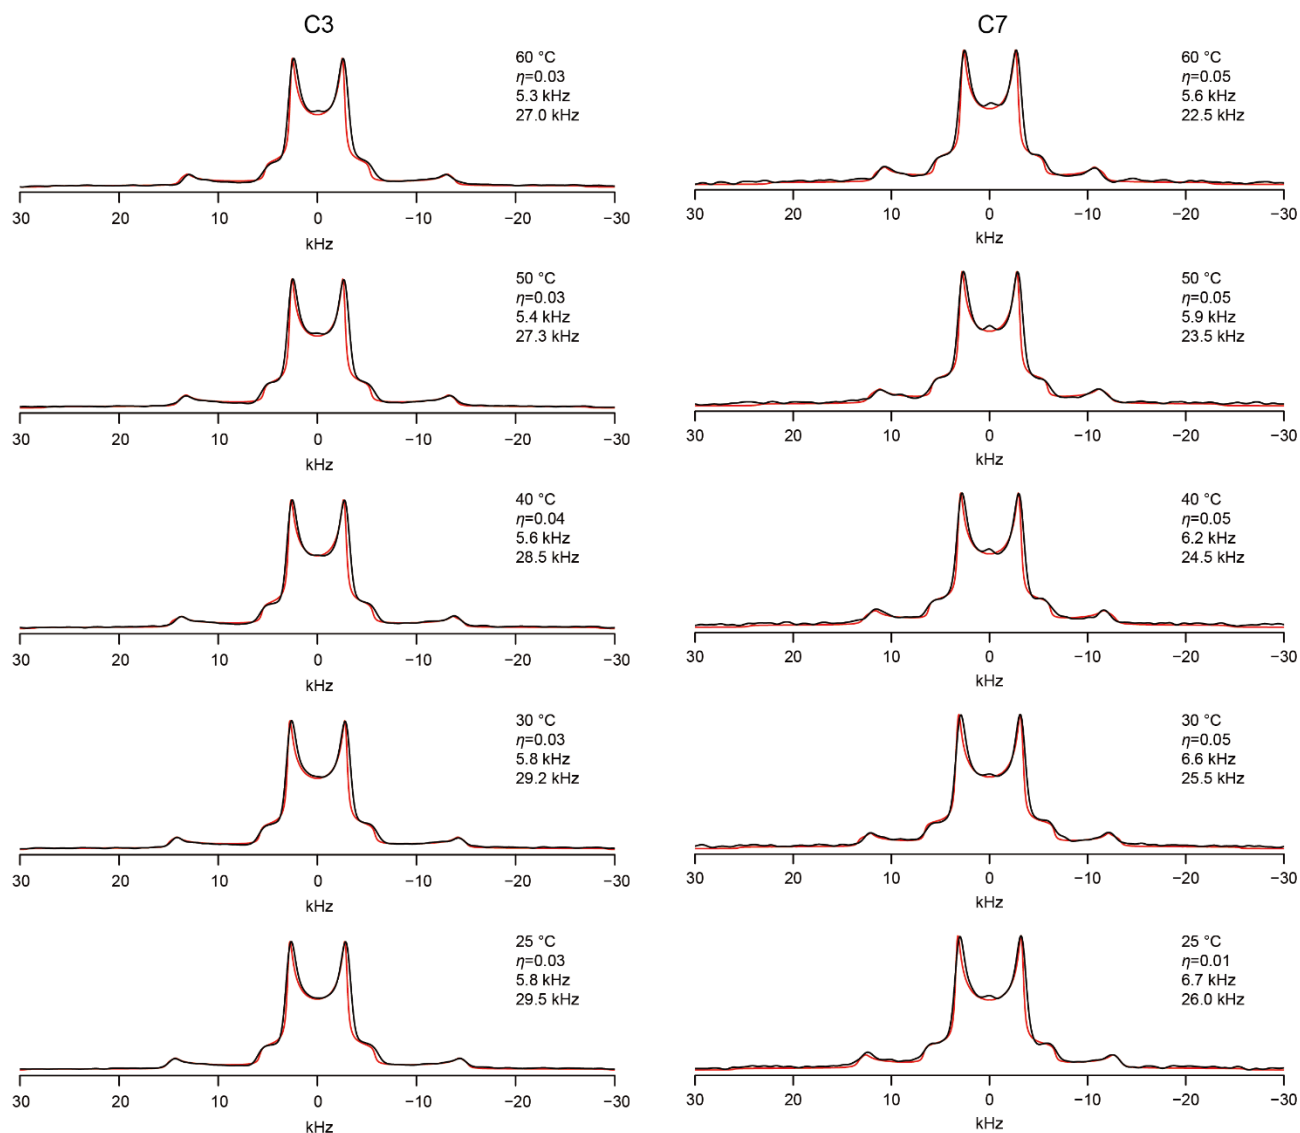 C3
60 °C
η=0.03
5.3 kHz
27.0 kHz
30 20 10 0 −10 −20 −30
kHz
50 °C
η=0.03
5.4 kHz
27.3 kHz
30 20 10 0 −10 −20 −30
kHz
40 °C
η=0.04
5.6 kHz
28.5 kHz
30 20 10 0 −10 −20 −30
kHz
30 °C
η=0.03
5.8 kHz
29.2 kHz
30 20 10 0 −10 −20 −30
kHz
25 °C
η=0.03
5.8 kHz
29.5 kHz
30 20 10 0 −10 −20 −30
kHz
C7
60 °C
η=0.05
5.6 kHz
22.5 kHz
30 20 10 0 −10 −20 −30
kHz
50 °C
η=0.05
5.9 kHz
23.5 kHz
30 20 10 0 −10 −20 −30
kHz
40 °C
η=0.05
6.2 kHz
24.5 kHz
30 20 10 0 −10 −20 −30
kHz
30 °C
η=0.05
6.6 kHz
25.5 kHz
30 20 10 0 −10 −20 −30
kHz
25 °C
η=0.01
6.7 kHz
26.0 kHz
30 20 10 0 −10 −20 −30
kHz